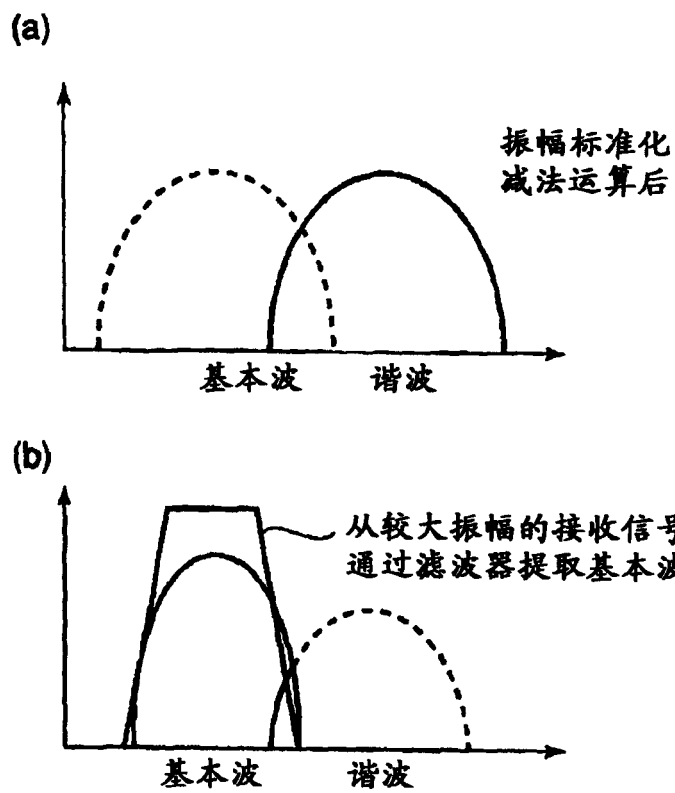 (a)
振幅标准化
减法运算后
基本波 谐波
(b)
从较大振幅的接收信号
通过滤波器提取基本波
基本波 谐波